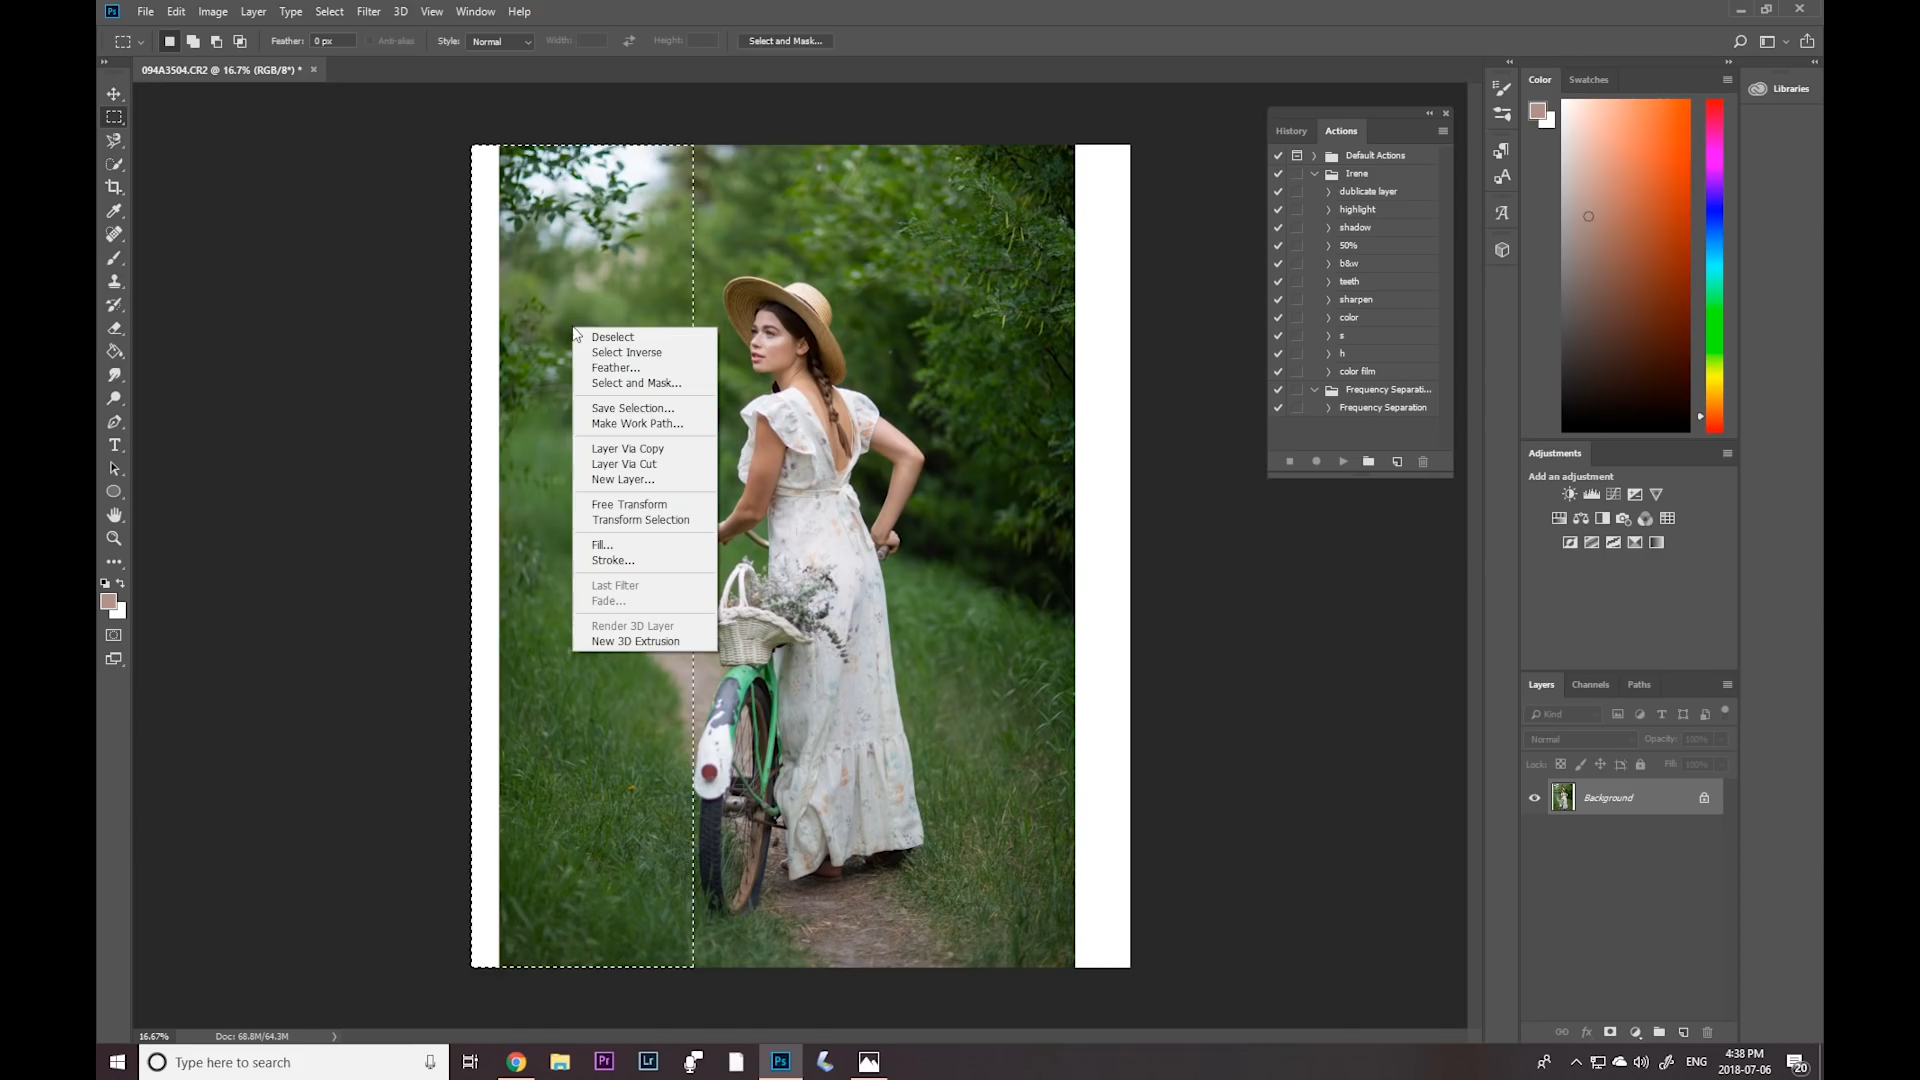 Ps File Edit Image Layer Type Select Filter 3D View Window Help
Feather: 0 px Anti-alias Style: Normal Width: Height: Select and Mask...
094A3504.CR2 @ 16.7% (RGB/8*) *
Color Swatches
Libraries
History Actions
Default Actions
Irene
dublicate layer
highlight
shadow
50%
b&w
teeth
sharpen
color
s
h
color film
Frequency Separati...
Frequency Separation
Deselect
Select Inverse
Feather...
Select and Mask...
Save Selection...
Make Work Path...
Layer Via Copy
Layer Via Cut
New Layer...
Free Transform
Transform Selection
Fill...
Stroke...
Last Filter
Fade...
Render 3D Layer
New 3D Extrusion
Adjustments
Add an adjustment
Layers Channels Paths
Kind
Normal Opacity: 100%
Lock: Fill: 100%
Background
16.67% Doc: 68.8M/64.3M
Type here to search
Pr Lr Ps
ENG
4:38 PM
2018-07-06
20